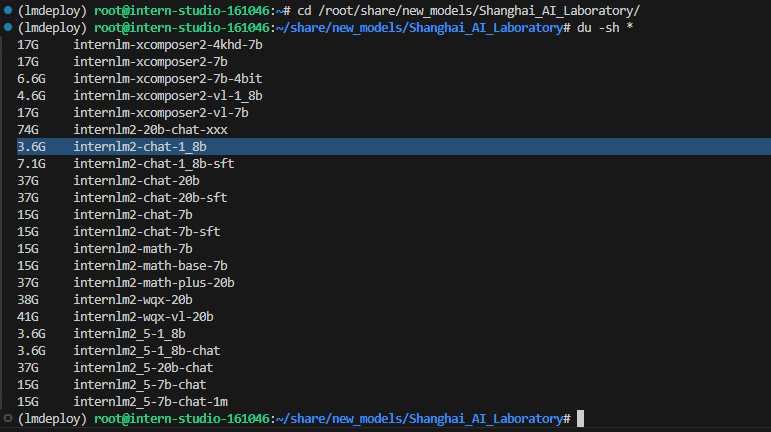 (lmdeploy) root@intern-studio-161046:~# cd /root/share/new_models/Shanghai_AI_Laboratory/
(lmdeploy) root@intern-studio-161046:~/share/new_models/Shanghai_AI_Laboratory# du -sh *
17G internlm-xcomposer2-4khd-7b
17G internlm-xcomposer2-7b
6.6G internlm-xcomposer2-7b-4bit
4.6G internlm-xcomposer2-vl-1_8b
17G internlm-xcomposer2-vl-7b
74G internlm2-20b-chat-xxx
3.6G internlm2-chat-1_8b
7.1G internlm2-chat-1_8b-sft
37G internlm2-chat-20b
37G internlm2-chat-20b-sft
15G internlm2-chat-7b
15G internlm2-chat-7b-sft
15G internlm2-math-7b
15G internlm2-math-base-7b
37G internlm2-math-plus-20b
38G internlm2-wqx-20b
41G internlm2-wqx-vl-20b
3.6G internlm2_5-1_8b
3.6G internlm2_5-1_8b-chat
37G internlm2_5-20b-chat
15G internlm2_5-7b-chat
15G internlm2_5-7b-chat-1m
(lmdeploy) root@intern-studio-161046:~/share/new_models/Shanghai_AI_Laboratory#